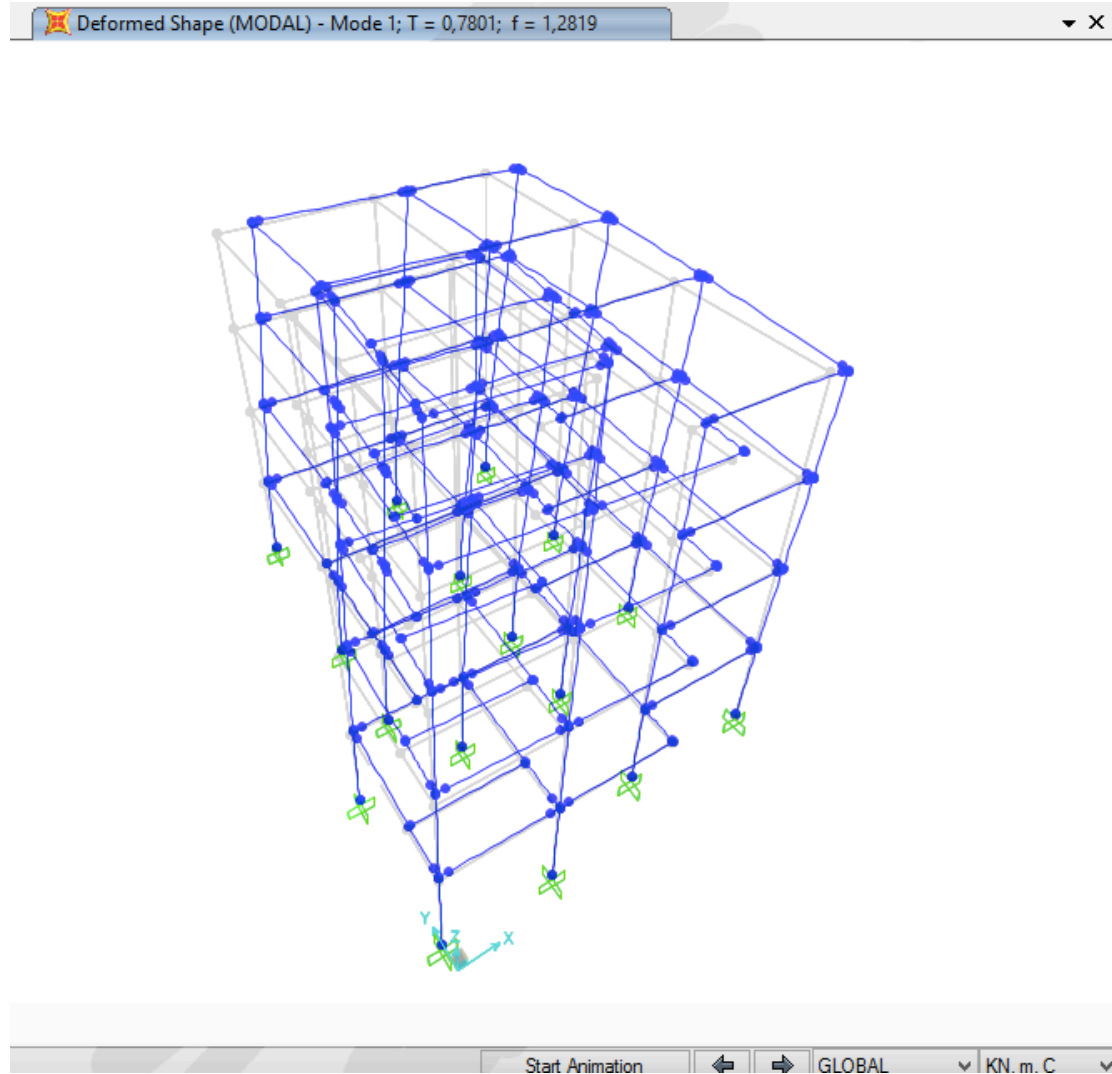 Deformed Shape (MODAL) - Mode 1; T = 0,7801; f = 1,2819
Y
Z
X
Start Animation GLOBAL KN, m, C